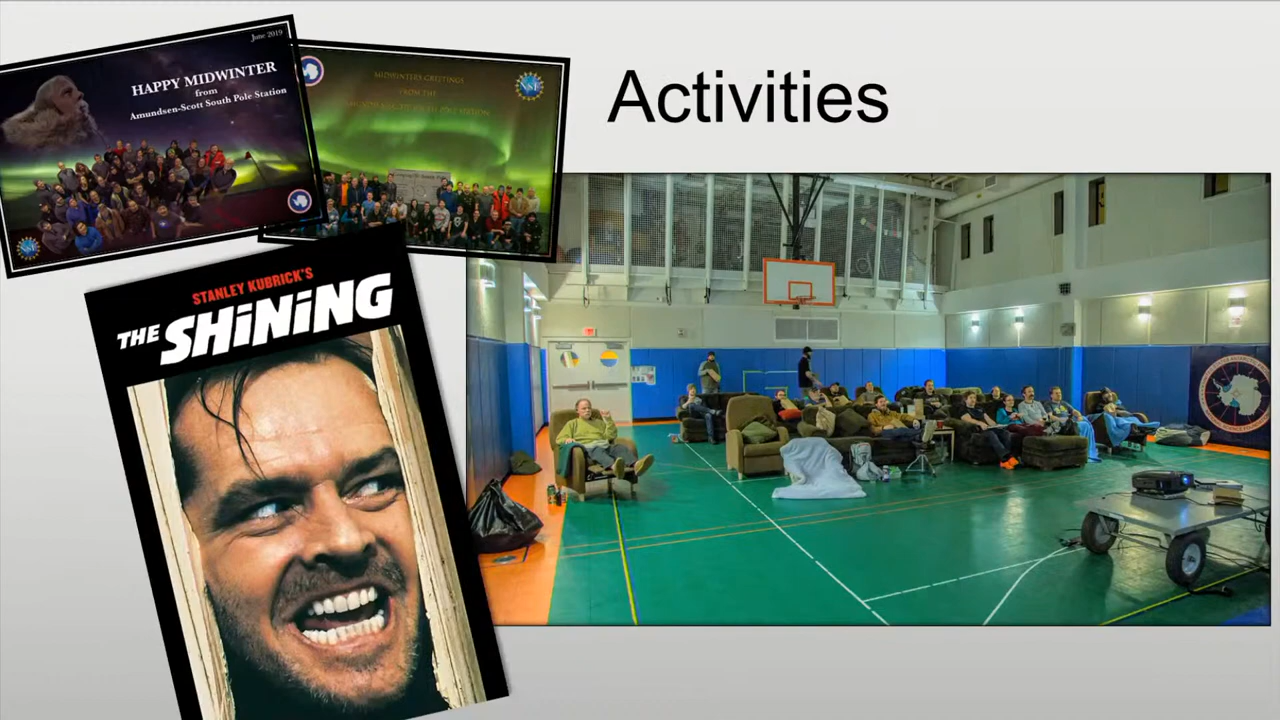 June 2019
HAPPY MIDWINTER
from
Amundsen-Scott South Pole Station
MIDWINTERS GREETINGS
FROM THE
NSF
Activities
STANLEY KUBRICK'S
THE SHiNiNG